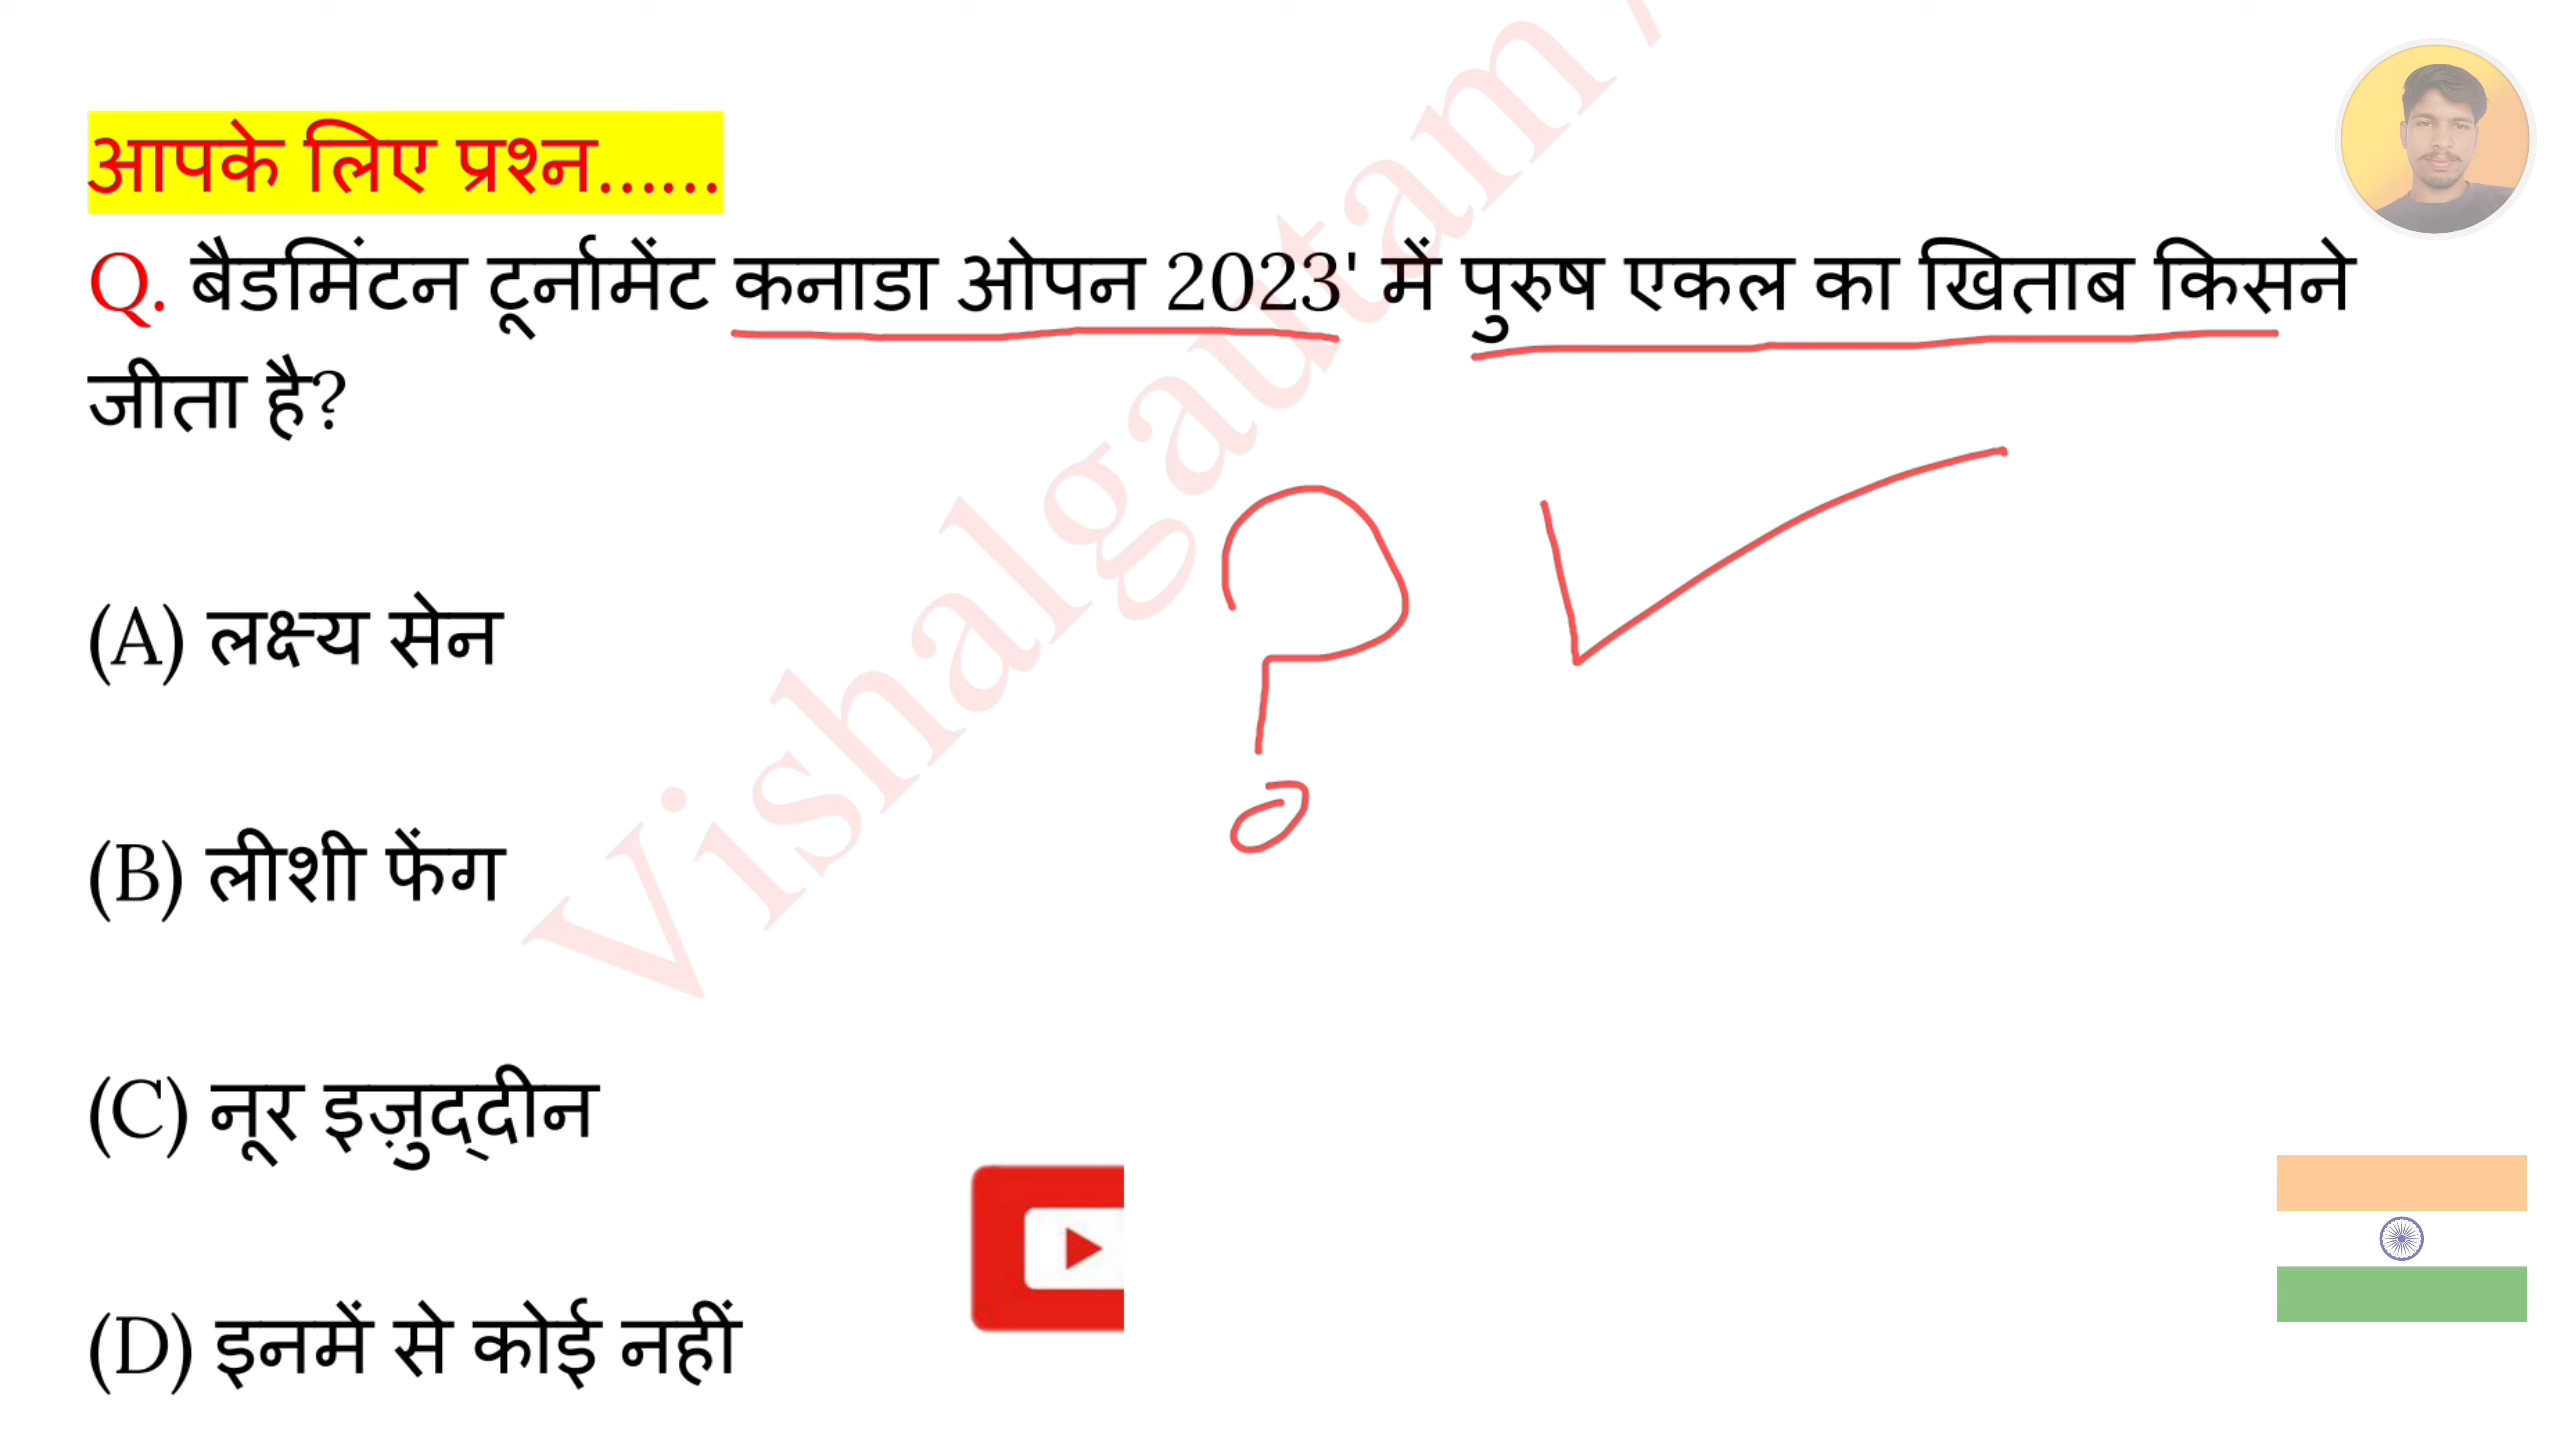 आपके लिए प्रश्न......
Q. बैडमिंटन टूर्नामेंट कनाडा ओपन 2023' में पुरुष एकल का खिताब किसने
जीता है?
?
(A) लक्ष्य सेन
(B) लीशी फेंग
(C) नूर इज़ुद्दीन
(D) इनमें से कोई नहीं
Vishalgautam